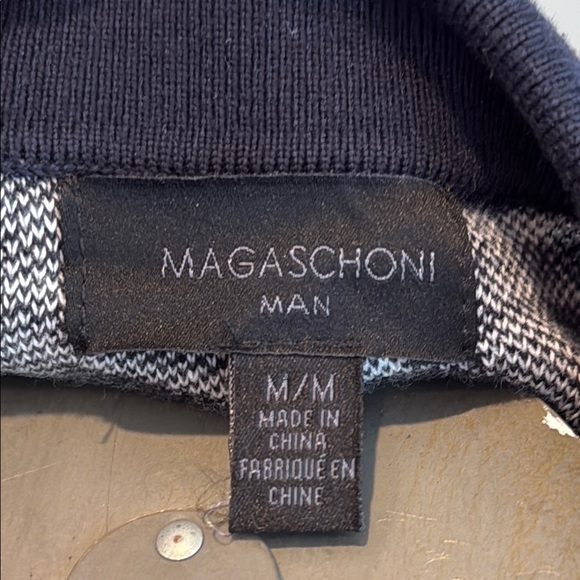 MAGASCHONI
MAN
M/M
MADE IN
CHINA
FABRIQUÉ EN
CHINE